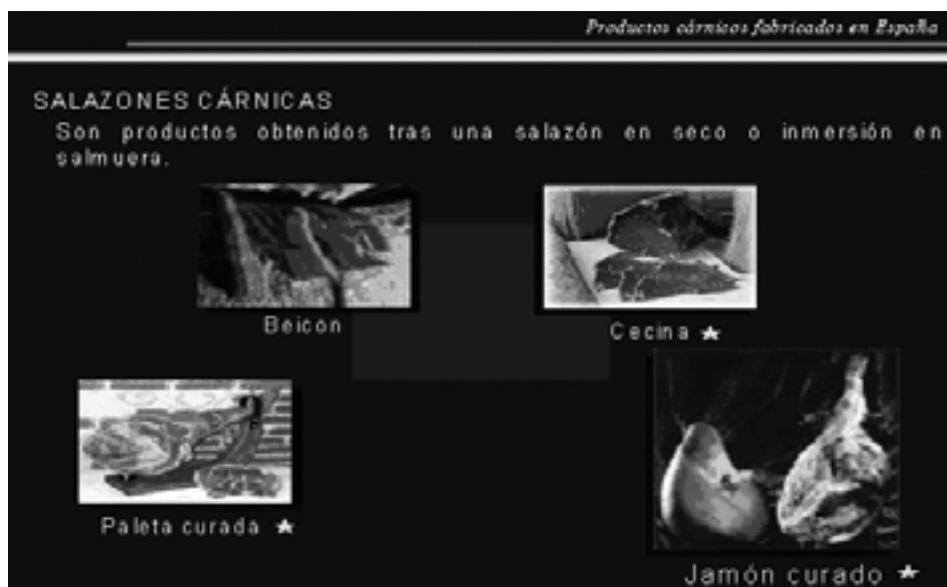 Productos cárnicos fabricados en España
SALAZONES CÁRNICAS
Son productos obtenidos tras una salazón en seco o inmersión en
salmuera.
Beicon
Cecina ★
Paleta curada ★
Jamón curado ★